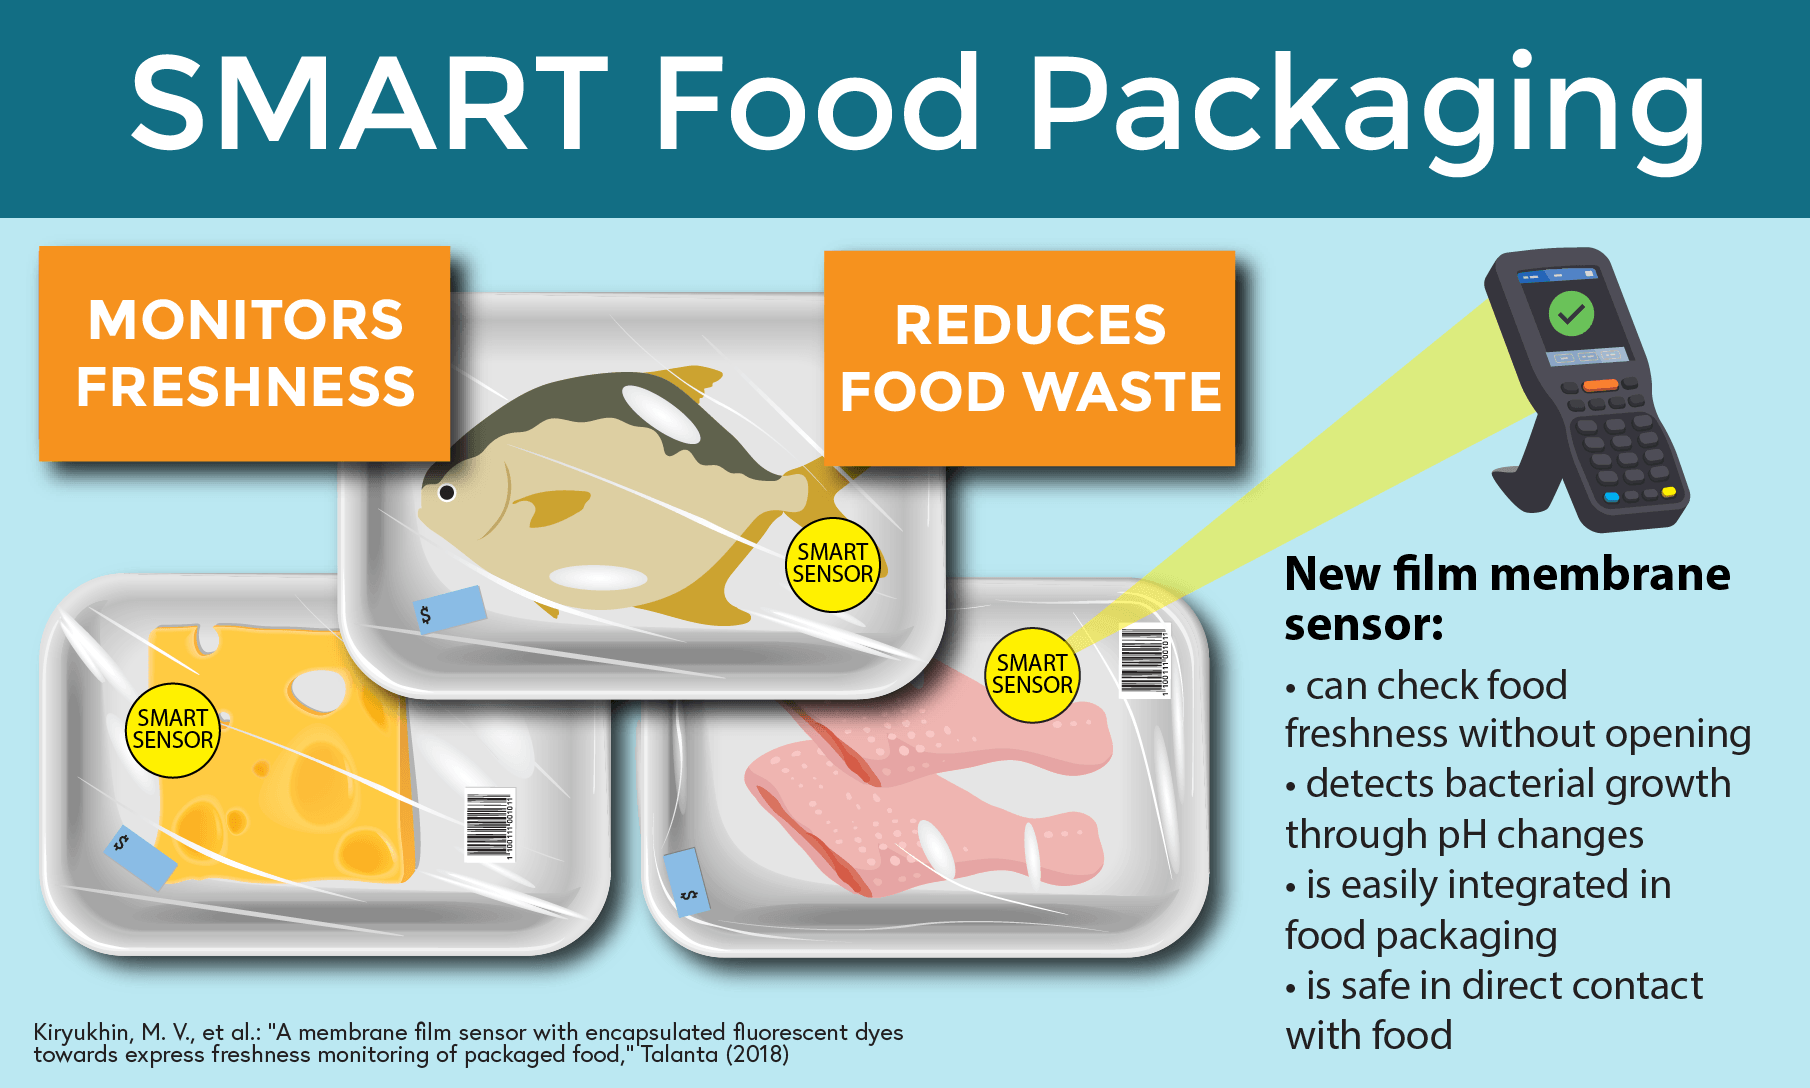 SMART Food Packaging
MONITORS
FRESHNESS
REDUCES
FOOD WASTE
SMART
SENSOR
$
SMART
SENSOR
$
1100111001011
SMART
SENSOR
$
1100111001011
New film membrane
sensor:
• can check food
freshness without opening
• detects bacterial growth
through pH changes
• is easily integrated in
food packaging
• is safe in direct contact
with food
Kiryukhin, M. V., et al.: "A membrane film sensor with encapsulated fluorescent dyes
towards express freshness monitoring of packaged food," Talanta (2018)